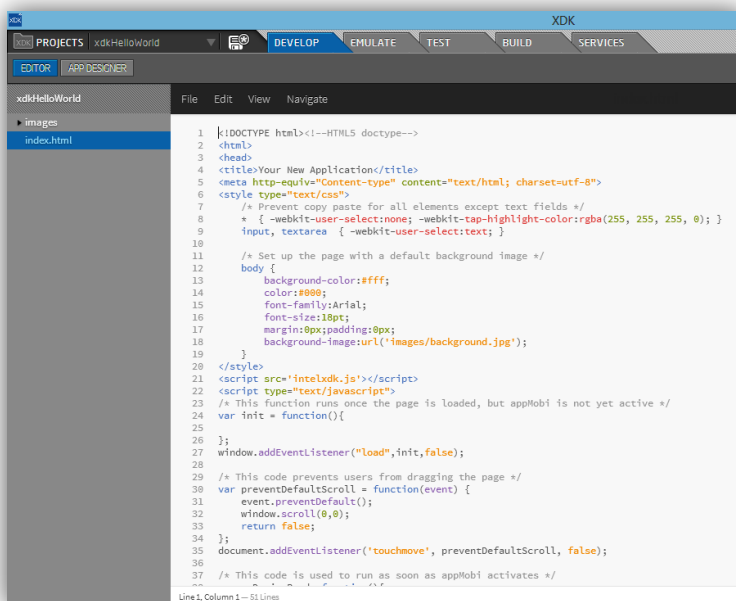 XDK
XDK
XDK PROJECTS xdkHelloWorld DEVELOP EMULATE TEST BUILD SERVICES
EDITOR APP DESIGNER
xdkHelloWorld File Edit View Navigate
images
index.html
1 <!DOCTYPE html><!--HTML5 doctype-->
2 <html>
3 <head>
4 <title>Your New Application</title>
5 <meta http-equiv="Content-type" content="text/html; charset=utf-8">
6 <style type="text/css">
7     /* Prevent copy paste for all elements except text fields */
8     *  { -webkit-user-select:none; -webkit-tap-highlight-color:rgba(255, 255, 255, 0); }
9     input, textarea  { -webkit-user-select:text; }
10
11     /* Set up the page with a default background image */
12     body {
13         background-color:#fff;
14         color:#000;
15         font-family:Arial;
16         font-size:18pt;
17         margin:0px;padding:0px;
18         background-image:url('images/background.jpg');
19     }
20 </style>
21 <script src='intelxdk.js'></script>
22 <script type="text/javascript">
23 /* This function runs once the page is loaded, but appMobi is not yet active */
24 var init = function(){
25
26 };
27 window.addEventListener("load",init,false);
28
29 /* This code prevents users from dragging the page */
30 var preventDefaultScroll = function(event) {
31     event.preventDefault();
32     window.scroll(0,0);
33     return false;
34 };
35 document.addEventListener('touchmove', preventDefaultScroll, false);
36
37 /* This code is used to run as soon as appMobi activates */
Line 1, Column 1 — 51 Lines